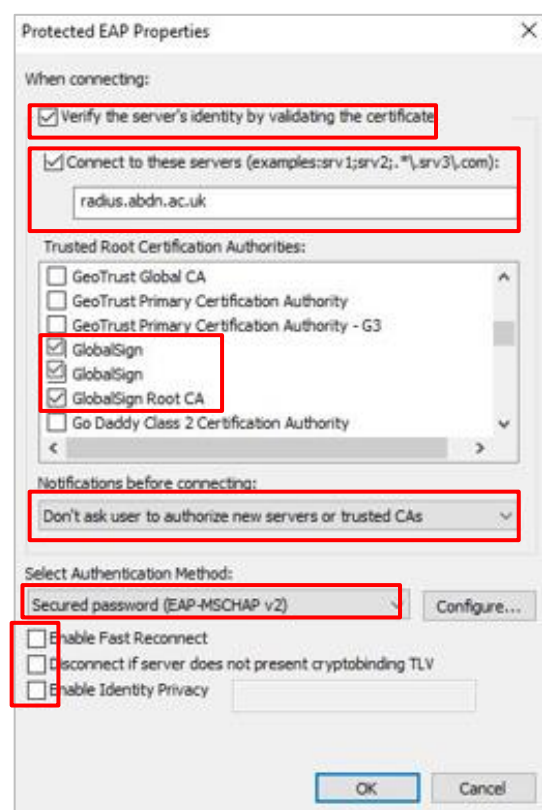 Protected EAP Properties
When connecting:
Verify the server's identity by validating the certificate
Connect to these servers (examples:srv1;srv2;.*\.srv3\.com):
radius.abdn.ac.uk
Trusted Root Certification Authorities:
GeoTrust Global CA
GeoTrust Primary Certification Authority
GeoTrust Primary Certification Authority - G3
GlobalSign
GlobalSign
GlobalSign Root CA
Go Daddy Class 2 Certification Authority
Notifications before connecting:
Don't ask user to authorize new servers or trusted CAs
Select Authentication Method:
Secured password (EAP-MSCHAP v2)
Configure...
Enable Fast Reconnect
Disconnect if server does not present cryptobinding TLV
Enable Identity Privacy
OK
Cancel